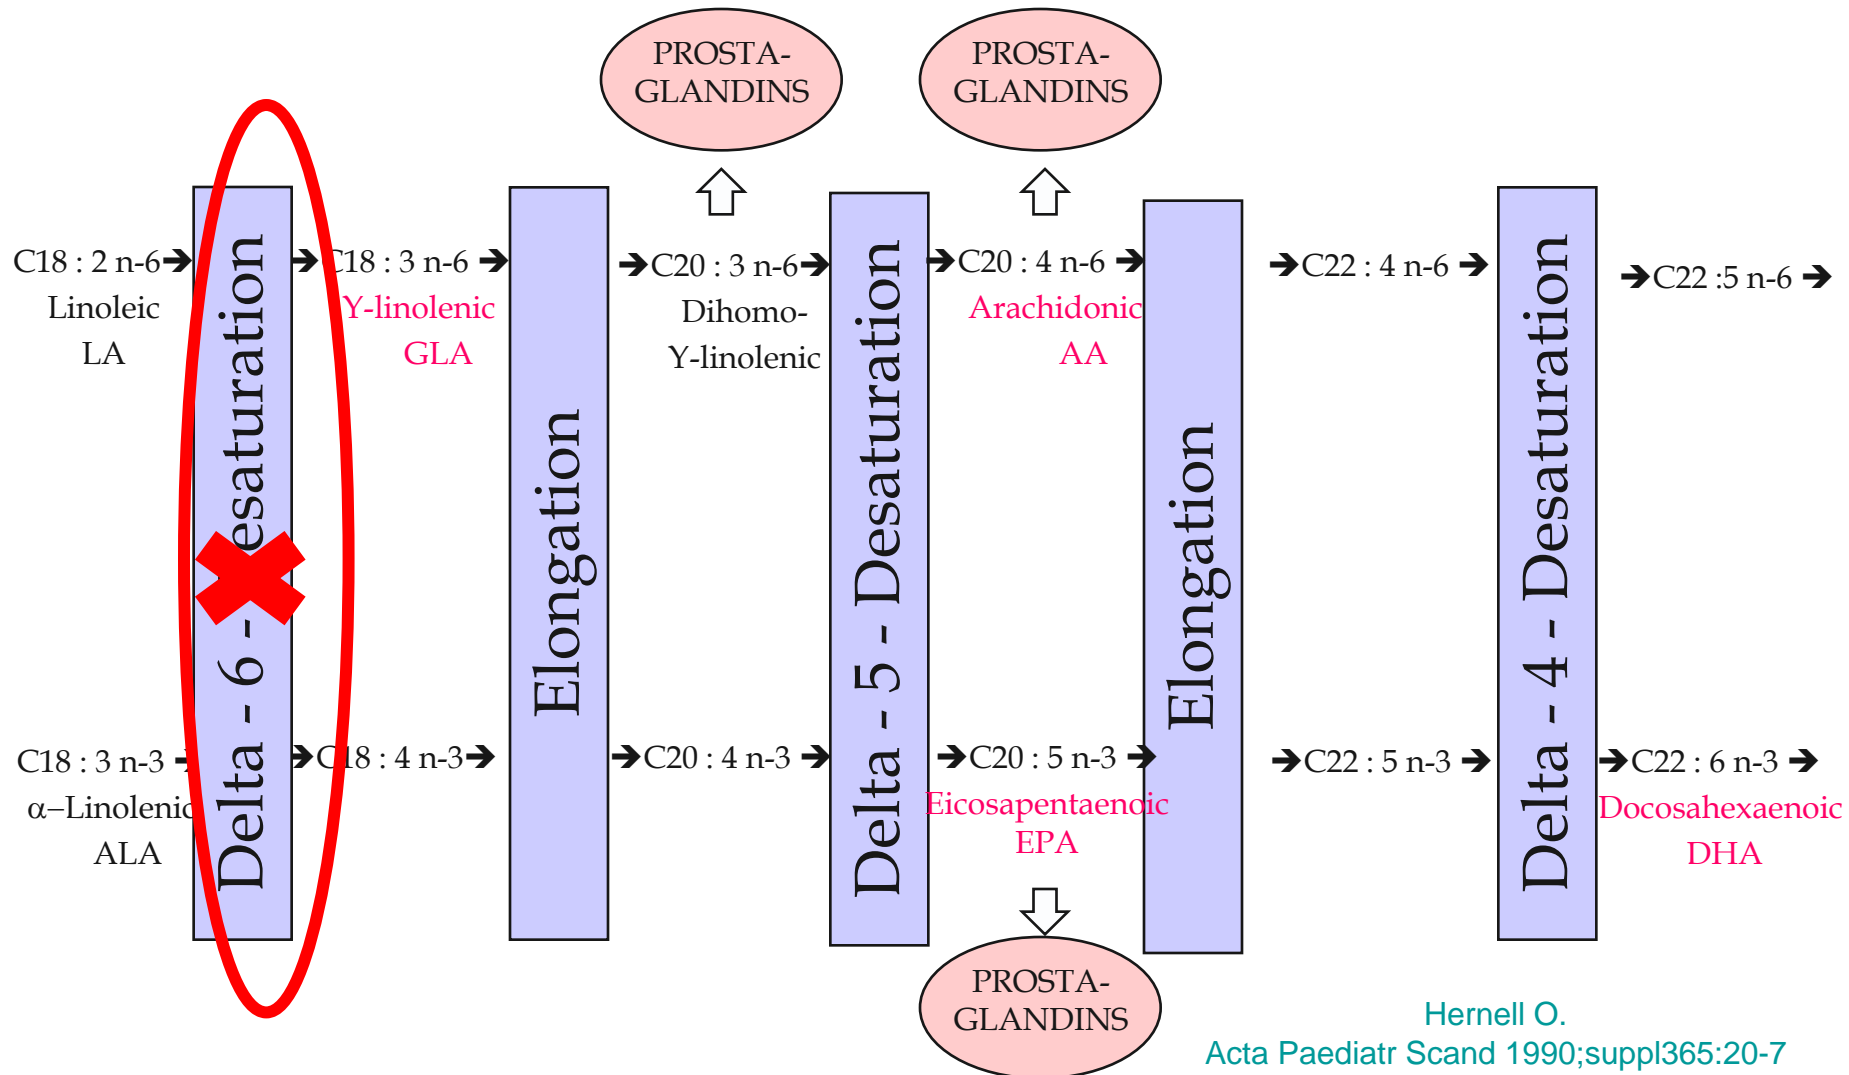 PROSTA-
GLANDINS
PROSTA-
GLANDINS
C18 : 2 n-6➔
Linoleic
LA
Delta - 6 - esaturation
➔C18 : 3 n-6 ➔
Y-linolenic
GLA
Elongation
➔C20 : 3 n-6➔
Dihomo-
Y-linolenic
Delta - 5 - Desaturation
➔C20 : 4 n-6 ➔
Arachidonic
AA
Elongation
➔C22 : 4 n-6 ➔
Delta - 4 - Desaturation
➔C22 :5 n-6 ➔
C18 : 3 n-3 ➔
α–Linolenic
ALA
➔C18 : 4 n-3➔
➔C20 : 4 n-3 ➔
➔C20 : 5 n-3 ➔
Eicosapentaenoic
EPA
➔C22 : 5 n-3 ➔
➔C22 : 6 n-3 ➔
Docosahexaenoic
DHA
PROSTA-
GLANDINS
Hernell O.
Acta Paediatr Scand 1990;suppl365:20-7